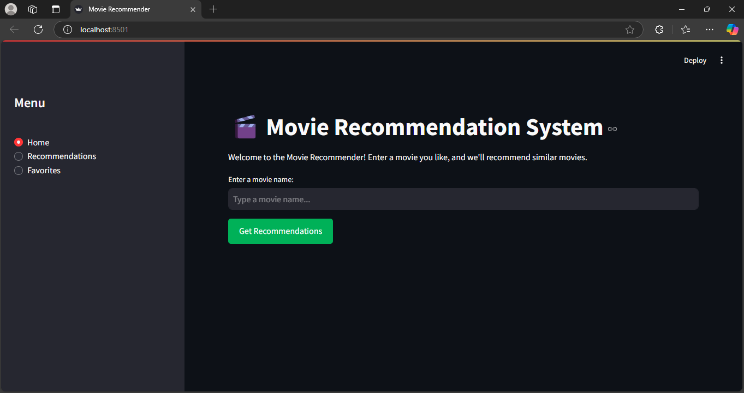 Movie Recommender
localhost:8501
Deploy
Menu
Home
Recommendations
Favorites
Movie Recommendation System
Welcome to the Movie Recommender! Enter a movie you like, and we'll recommend similar movies.
Enter a movie name:
Type a movie name...
Get Recommendations